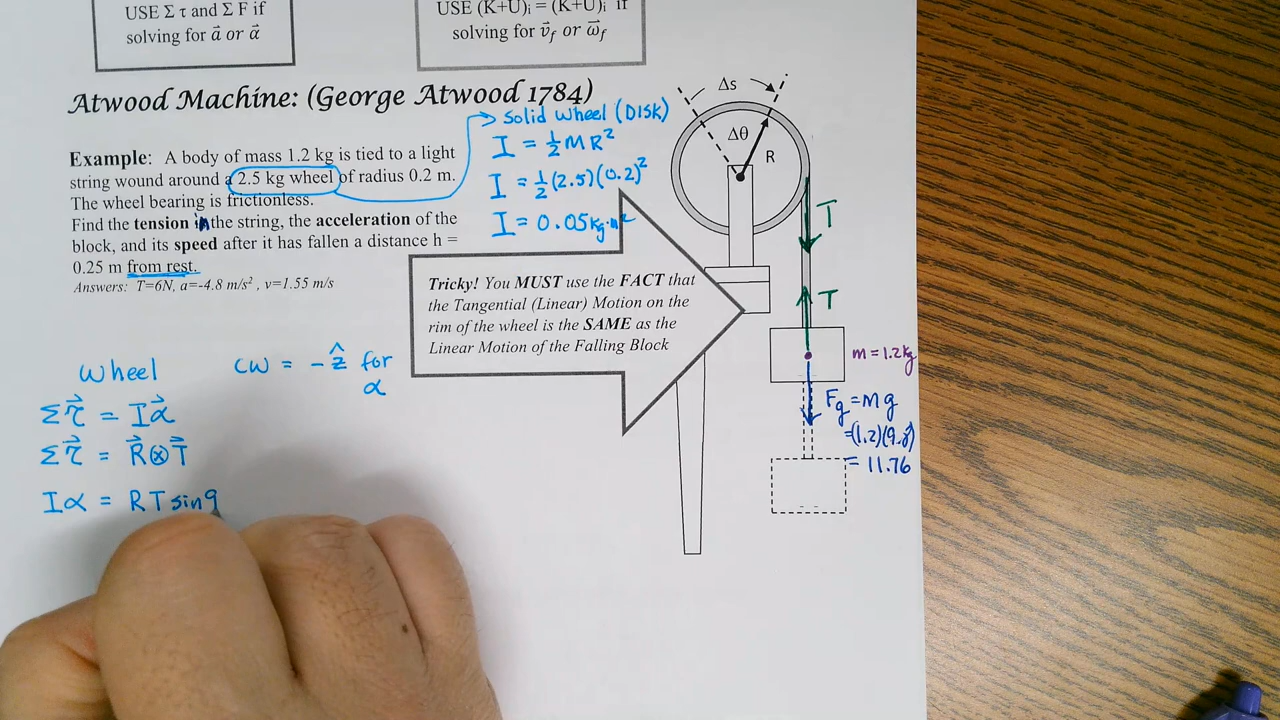 USE Σ τ and Σ F if
solving for a⃗ or α⃗
USE (K+U)ᵢ = (K+U)ᵢ if
solving for v⃗f or ω⃗f
Atwood Machine: (George Atwood 1784)
Example: A body of mass 1.2 kg is tied to a light
string wound around a 2.5 kg wheel of radius 0.2 m.
The wheel bearing is frictionless.
Find the tension in the string, the acceleration of the
block, and its speed after it has fallen a distance h =
0.25 m from rest.
Answers: T=6N, a=-4.8 m/s², v=1.55 m/s
Solid wheel (DISK)
I = ½MR²
I = ½(2.5)(0.2)²
I = 0.05 kg·m²
Tricky! You MUST use the FACT that
the Tangential (Linear) Motion on the
rim of the wheel is the SAME as the
Linear Motion of the Falling Block
Δs
Δθ
R
T
T
m = 1.2kg
Fg = mg
=(1.2)(9.8)
= 11.76
Wheel
Στ⃗ = Iα⃗
Στ⃗ = R⃗⊗T⃗
Iα = RTsin9
CW = -ẑ for
α